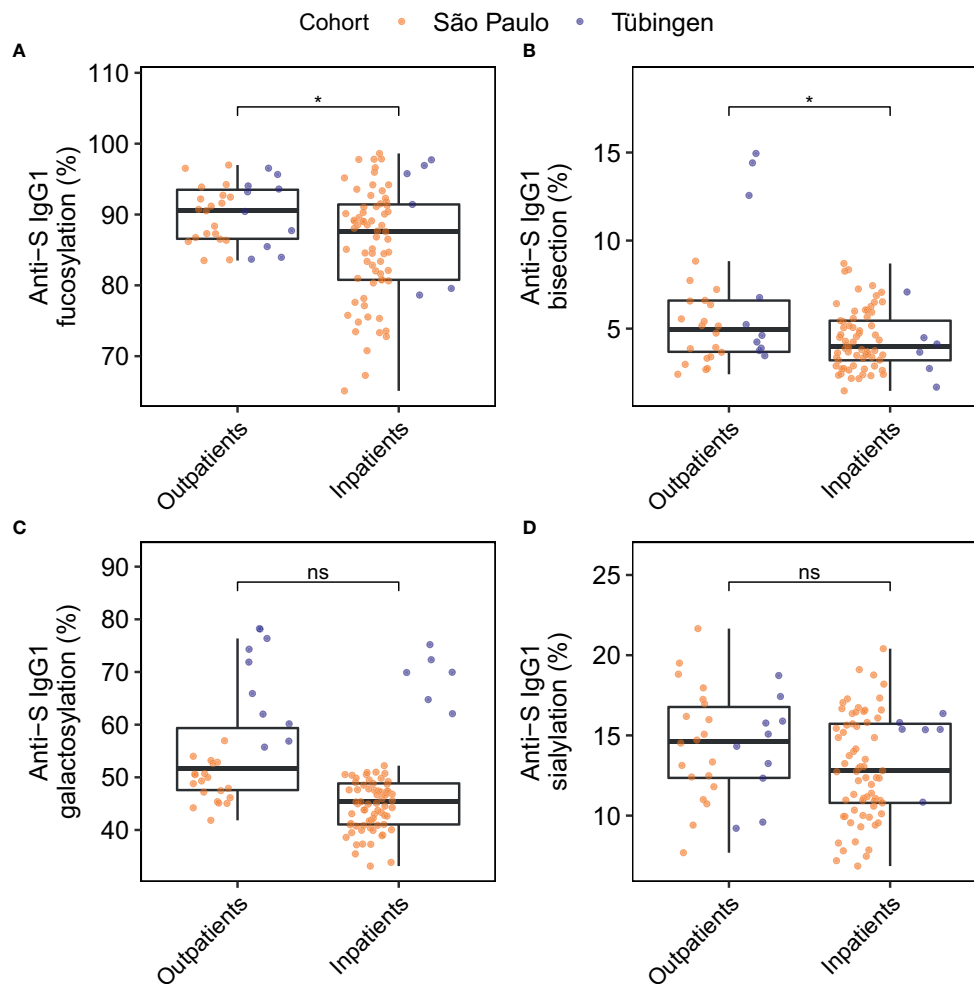 Cohort São Paulo Tübingen
A
Anti−S IgG1
fucosylation (%)
110
100
90
80
70
*
Outpatients
Inpatients
B
Anti−S IgG1
bisection (%)
15
10
5
*
Outpatients
Inpatients
C
Anti−S IgG1
galactosylation (%)
90
80
70
60
50
40
ns
Outpatients
Inpatients
D
Anti−S IgG1
sialylation (%)
25
20
15
10
ns
Outpatients
Inpatients